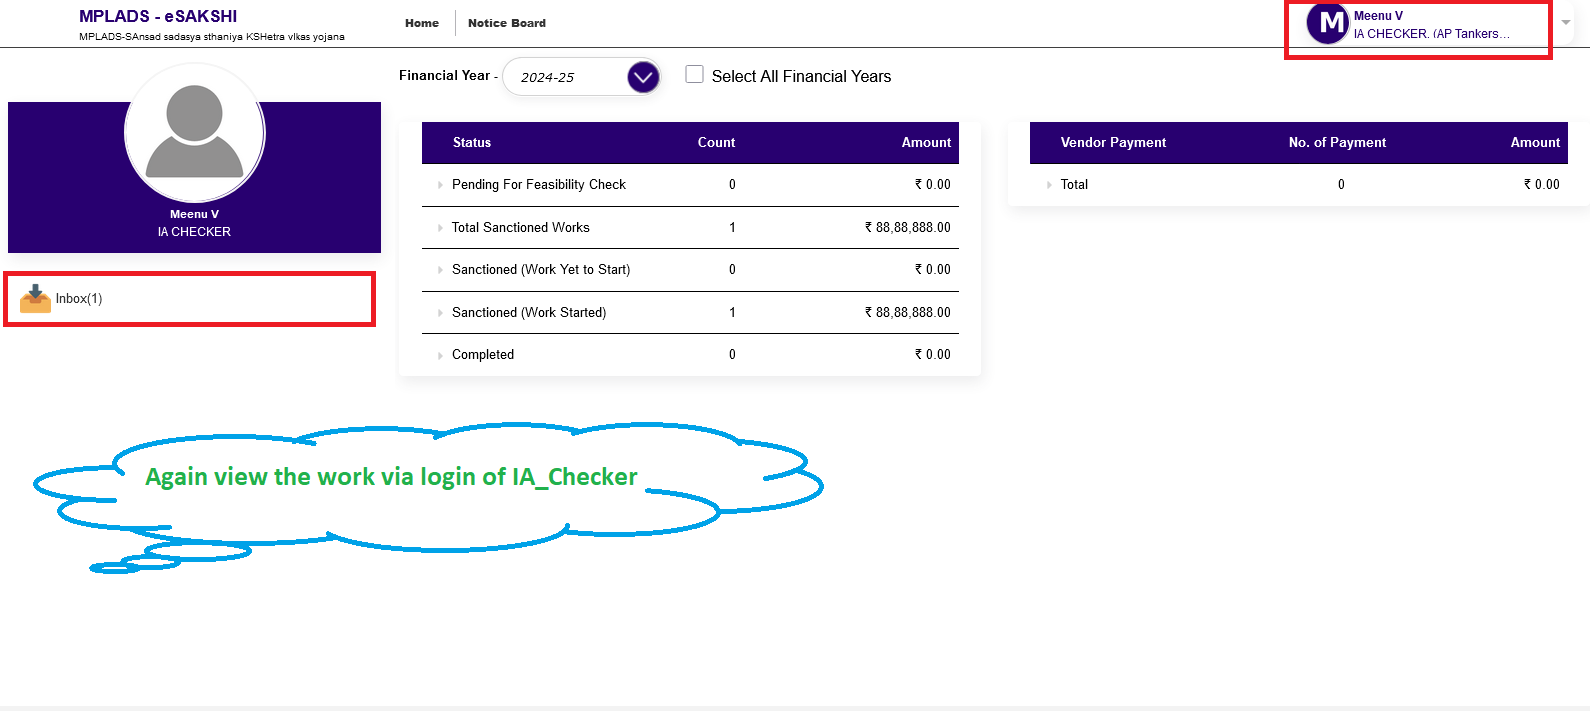 MPLADS - eSAKSHI
MPLADS-SAnsad sadasya sthaniya KSHetra vIkas yojana
Home
Notice Board
M
Meenu V
IA CHECKER. (AP Tankers...
Financial Year -
2024-25
Select All Financial Years
Meenu V
IA CHECKER
Inbox(1)
Status Count Amount
Pending For Feasibility Check 0 ₹ 0.00
Total Sanctioned Works 1 ₹ 88,88,888.00
Sanctioned (Work Yet to Start) 0 ₹ 0.00
Sanctioned (Work Started) 1 ₹ 88,88,888.00
Completed 0 ₹ 0.00
Vendor Payment No. of Payment Amount
Total 0 ₹ 0.00
Again view the work via login of IA_Checker